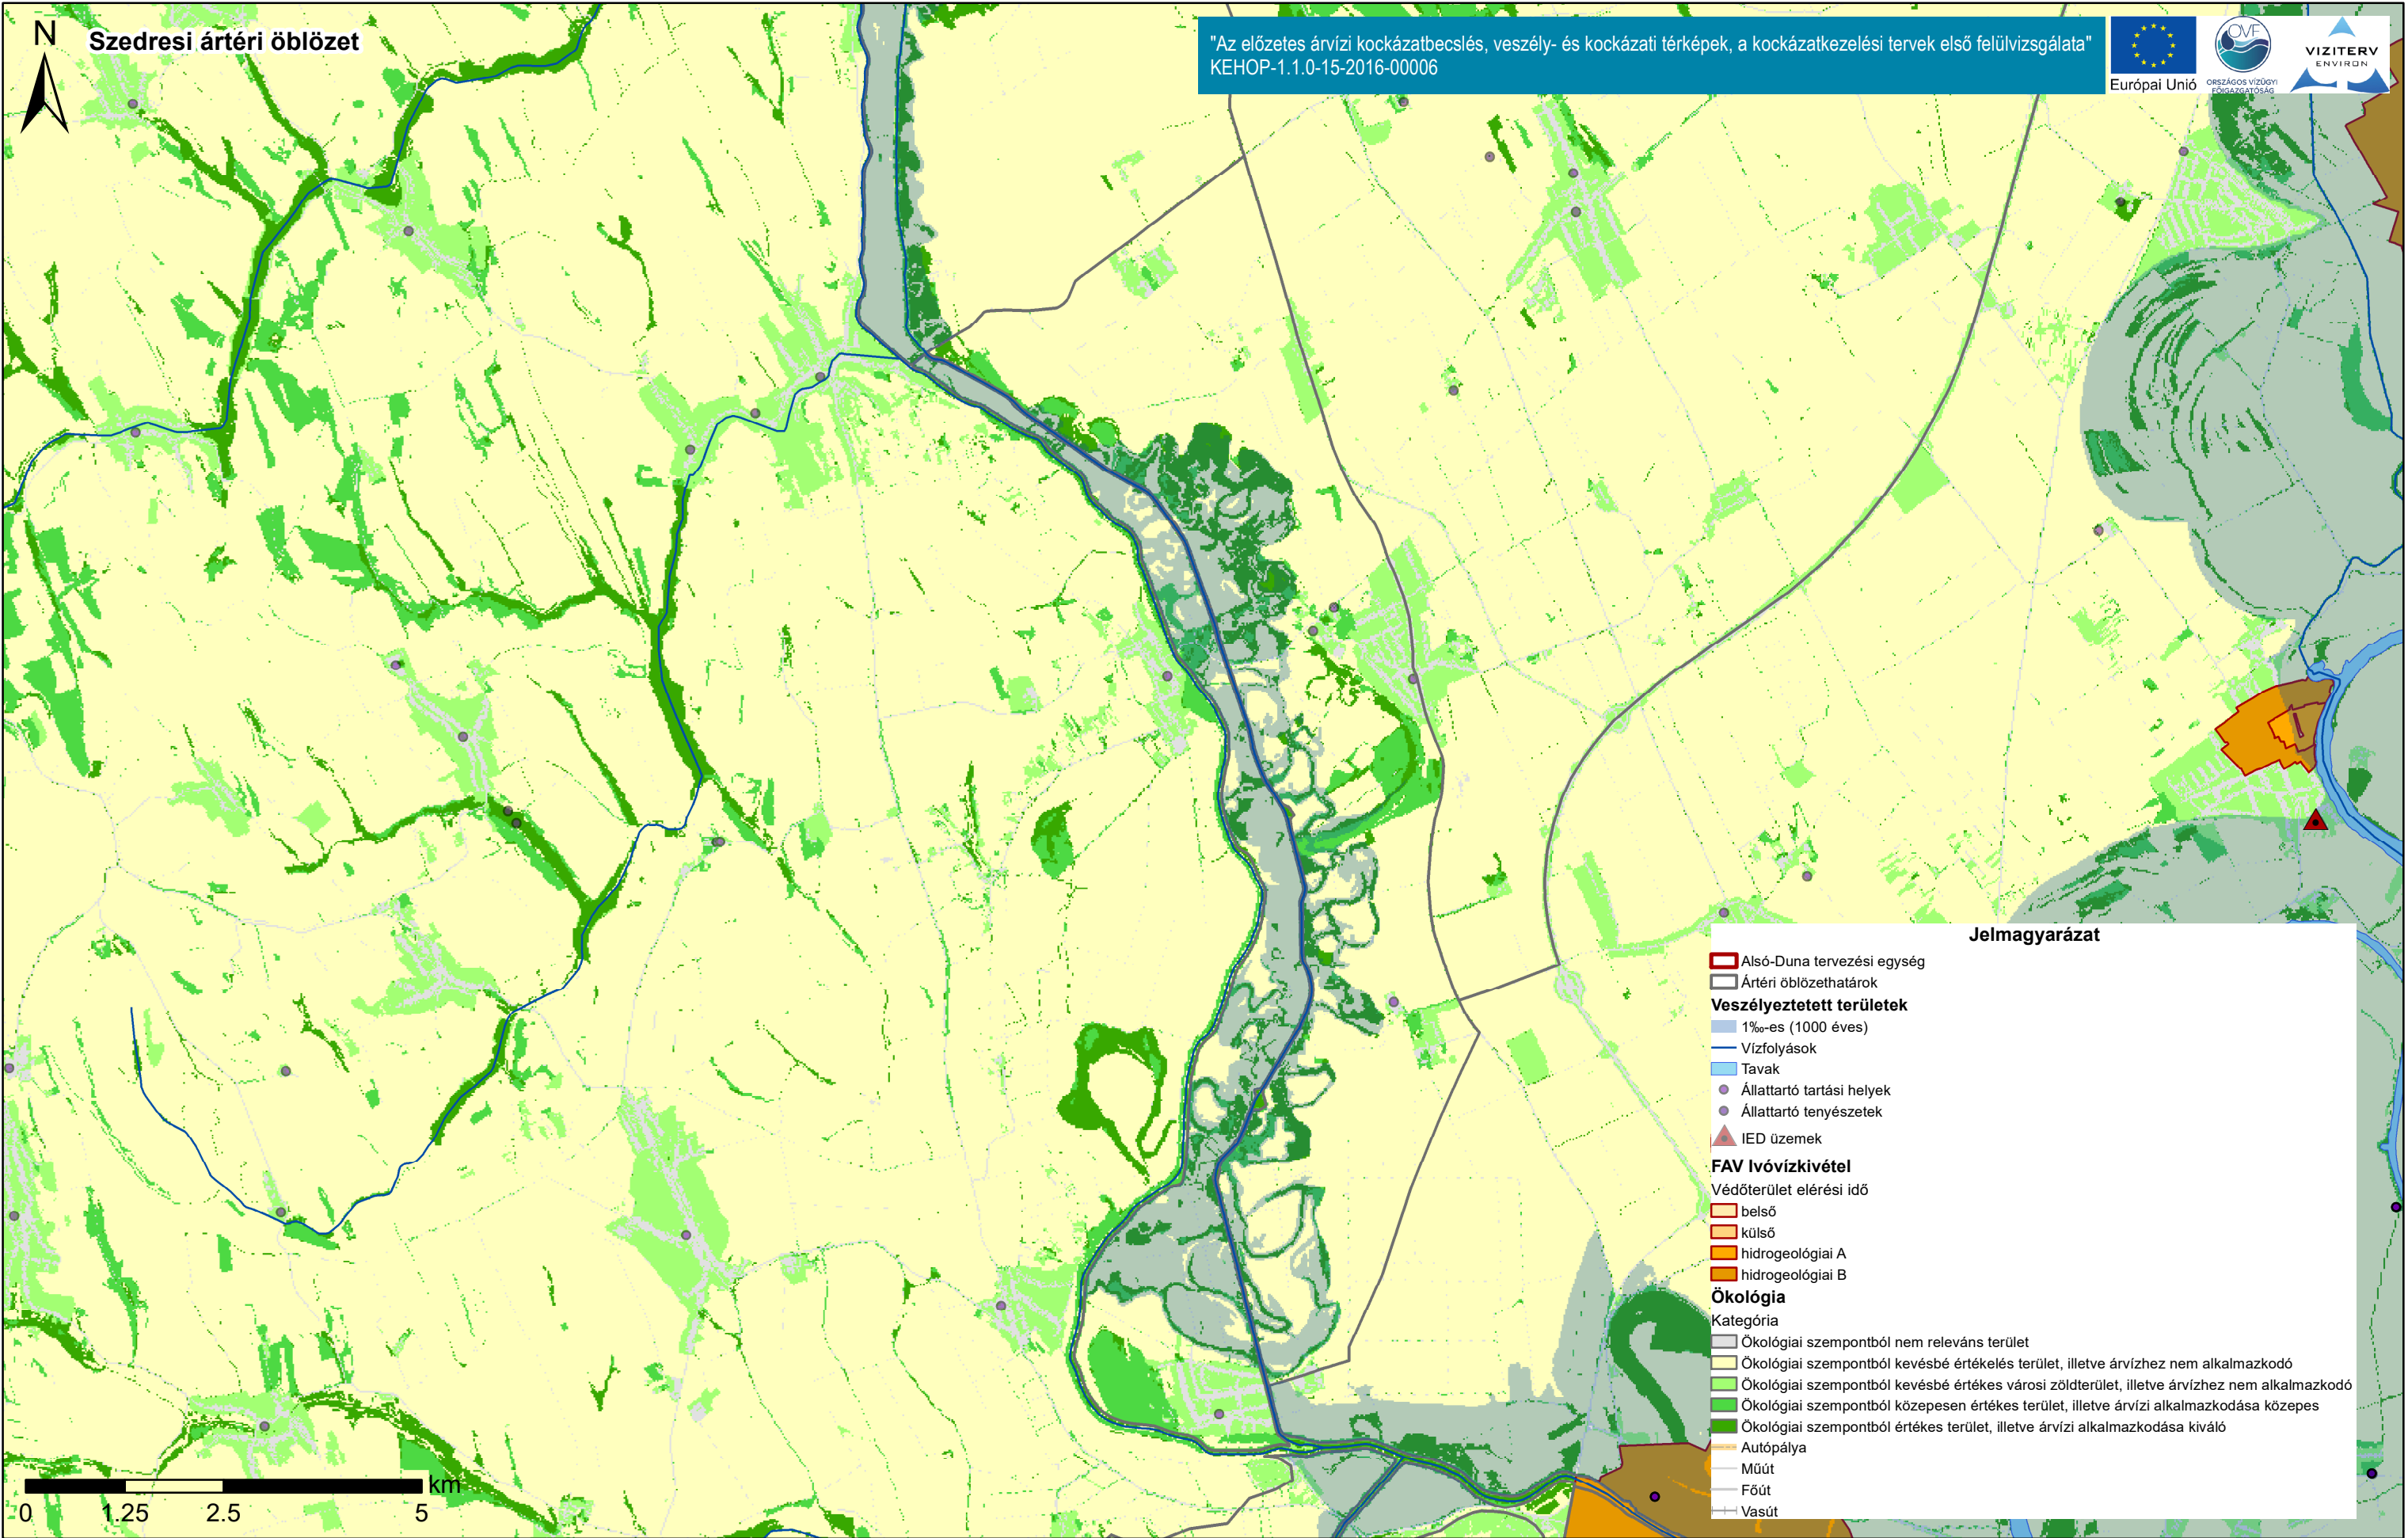 N
Szedresi ártéri öblözet
"Az előzetes árvízi kockázatbecslés, veszély- és kockázati térképek, a kockázatkezelési tervek első felülvizsgálata"
KEHOP-1.1.0-15-2016-00006
Európai Unió
OVF
ORSZÁGOS VÍZÜGYI
FŐIGAZGATÓSÁG
VIZITERV
ENVIRON
Jelmagyarázat
Alsó-Duna tervezési egység
Ártéri öblözethatárok
Veszélyeztetett területek
1‰-es (1000 éves)
Vízfolyások
Tavak
Állattartó tartási helyek
Állattartó tenyészetek
IED üzemek
FAV Ivóvízkivétel
Védőterület elérési idő
belső
külső
hidrogeológiai A
hidrogeológiai B
Ökológia
Kategória
Ökológiai szempontból nem releváns terület
Ökológiai szempontból kevésbé értékelés terület, illetve árvízhez nem alkalmazkodó
Ökológiai szempontból kevésbé értékes városi zöldterület, illetve árvízhez nem alkalmazkodó
Ökológiai szempontból közepesen értékes terület, illetve árvízi alkalmazkodása közepes
Ökológiai szempontból értékes terület, illetve árvízi alkalmazkodása kiváló
Autópálya
Műút
Főút
Vasút
km
0 1.25 2.5 5